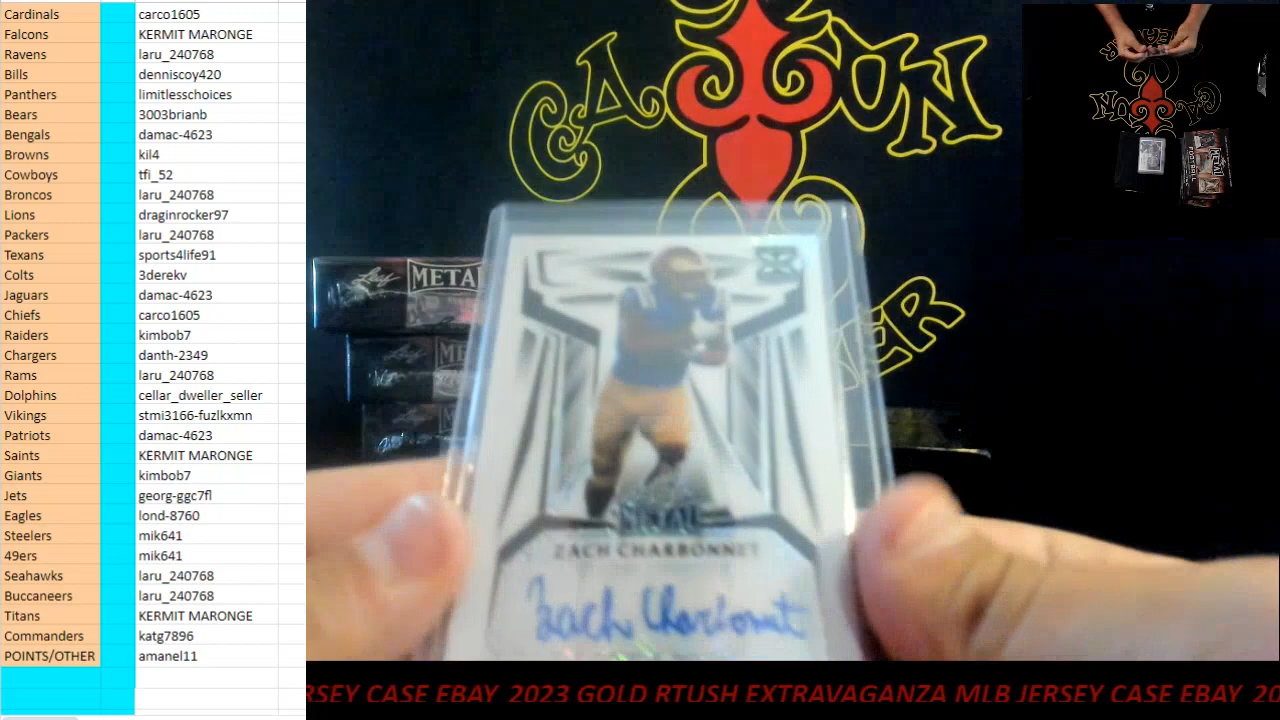 Cardinals carco1605
Falcons KERMIT MARONGE
Ravens laru_240768
Bills denniscoy420
Panthers limitlesschoices
Bears 3003brianb
Bengals damac-4623
Browns kil4
Cowboys tfi_52
Broncos laru_240768
Lions draginrocker97
Packers laru_240768
Texans sports4life91
Colts 3derekv
Jaguars damac-4623
Chiefs carco1605
Raiders kimbob7
Chargers danth-2349
Rams laru_240768
Dolphins cellar_dweller_seller
Vikings stmi3166-fuzlkxmn
Patriots damac-4623
Saints KERMIT MARONGE
Giants kimbob7
Jets georg-ggc7fl
Eagles lond-8760
Steelers mik641
49ers mik641
Seahawks laru_240768
Buccaneers laru_240768
Titans KERMIT MARONGE
Commanders katg7896
POINTS/OTHER amanel11
Leaf METAL
METAL
ZACH CHARBONNET
Zach Charbonnet
RSEY CASE EBAY 2023 GOLD RTUSH EXTRAVAGANZA MLB JERSEY CASE EBAY 20